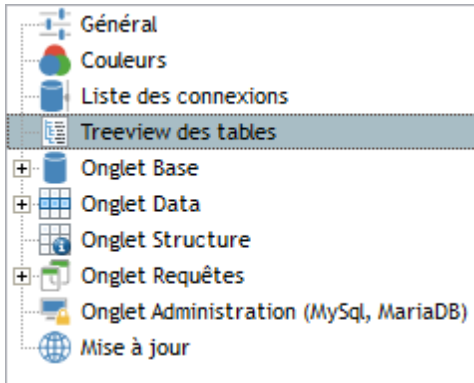 Général
Couleurs
Liste des connexions
Treeview des tables
Onglet Base
Onglet Data
Onglet Structure
Onglet Requêtes
Onglet Administration (MySql, MariaDB)
Mise à jour